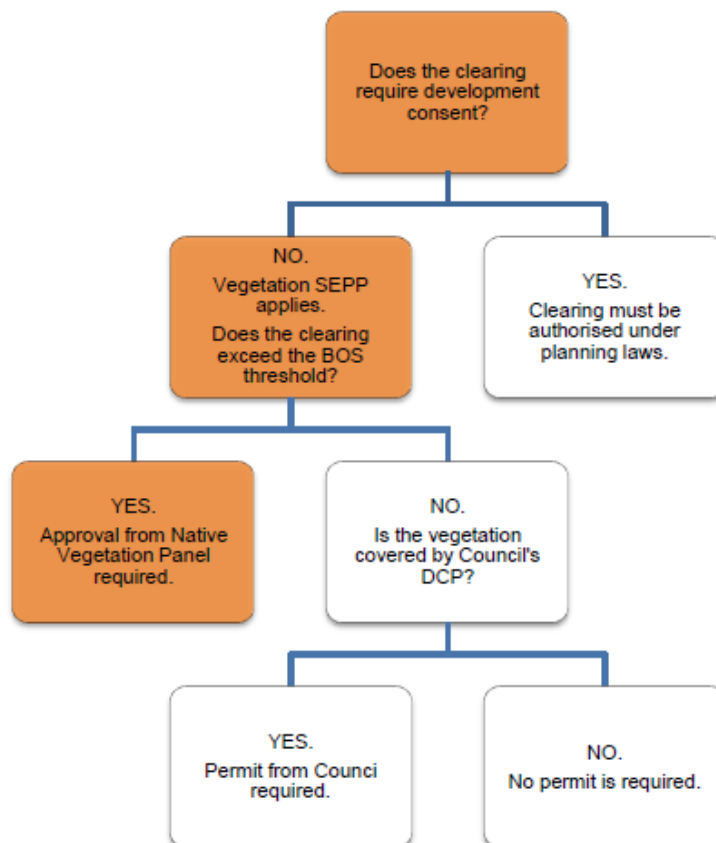 Does the clearing
require development
consent?
NO.
Vegetation SEPP
applies.
Does the clearing
exceed the BOS
threshold?
YES.
Clearing must be
authorised under
planning laws.
YES.
Approval from Native
Vegetation Panel
required.
NO.
Is the vegetation
covered by Council's
DCP?
YES.
Permit from Counci
required.
NO.
No permit is required.